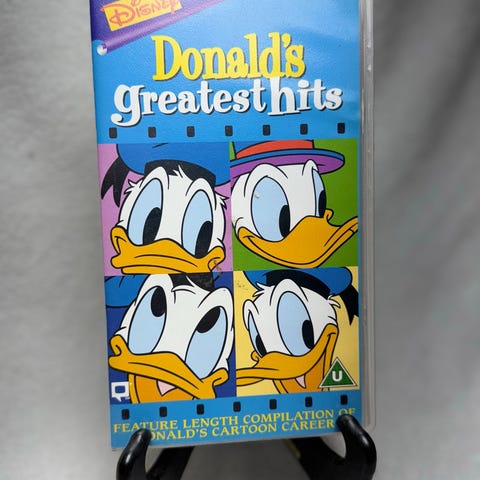 Disney
Donald's
greatest hits
U
FEATURE LENGTH COMPILATION OF
DONALD'S CARTOON CAREER